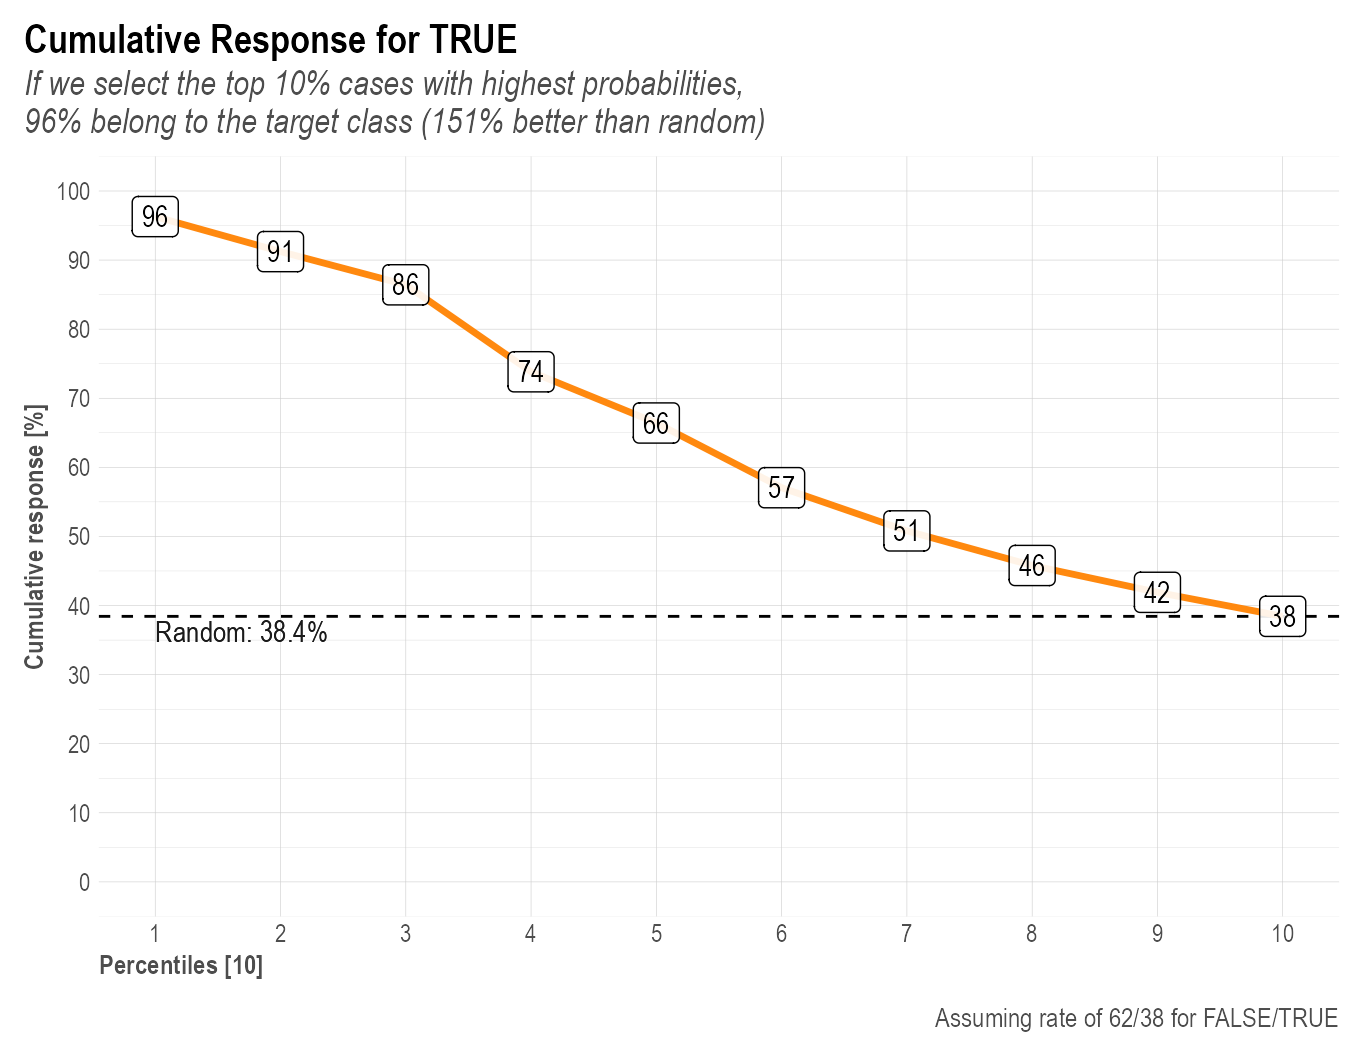 Cumulative Response for TRUE
If we select the top 10% cases with highest probabilities,
96% belong to the target class (151% better than random)
Cumulative response [%]
100
90
80
70
60
50
40
30
20
10
0
96
91
86
74
66
57
51
46
42
38
Random: 38.4%
1 2 3 4 5 6 7 8 9 10
Percentiles [10]
Assuming rate of 62/38 for FALSE/TRUE